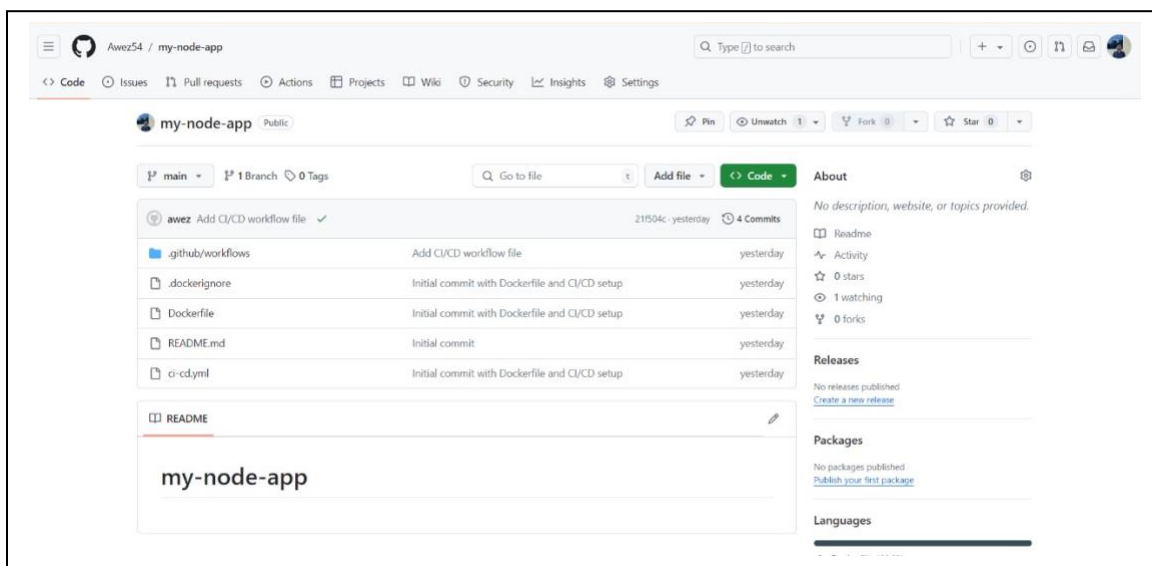 Awez54 / my-node-app
Type / to search
Code Issues Pull requests Actions Projects Wiki Security Insights Settings
my-node-app Public
Pin Unwatch 1 Fork 0 Star 0
main 1 Branch 0 Tags Go to file t Add file Code
awez Add CI/CD workflow file 21f504c · yesterday 4 Commits
.github/workflows Add CI/CD workflow file yesterday
.dockerignore Initial commit with Dockerfile and CI/CD setup yesterday
Dockerfile Initial commit with Dockerfile and CI/CD setup yesterday
README.md Initial commit yesterday
ci-cd.yml Initial commit with Dockerfile and CI/CD setup yesterday
README
my-node-app
About
No description, website, or topics provided.
Readme
Activity
0 stars
1 watching
0 forks
Releases
No releases published
Create a new release
Packages
No packages published
Publish your first package
Languages